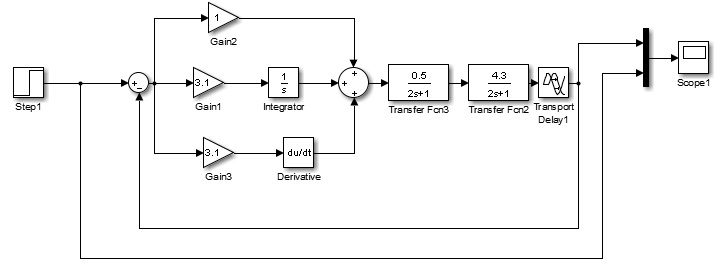 1
Gain2
Step1
+
−
3.1
Gain1
1
s
Integrator
+
+
+
0.5
2s+1
Transfer Fcn3
4.3
2s+1
Transfer Fcn2
Transport
Delay1
Scope1
3.1
Gain3
du/dt
Derivative